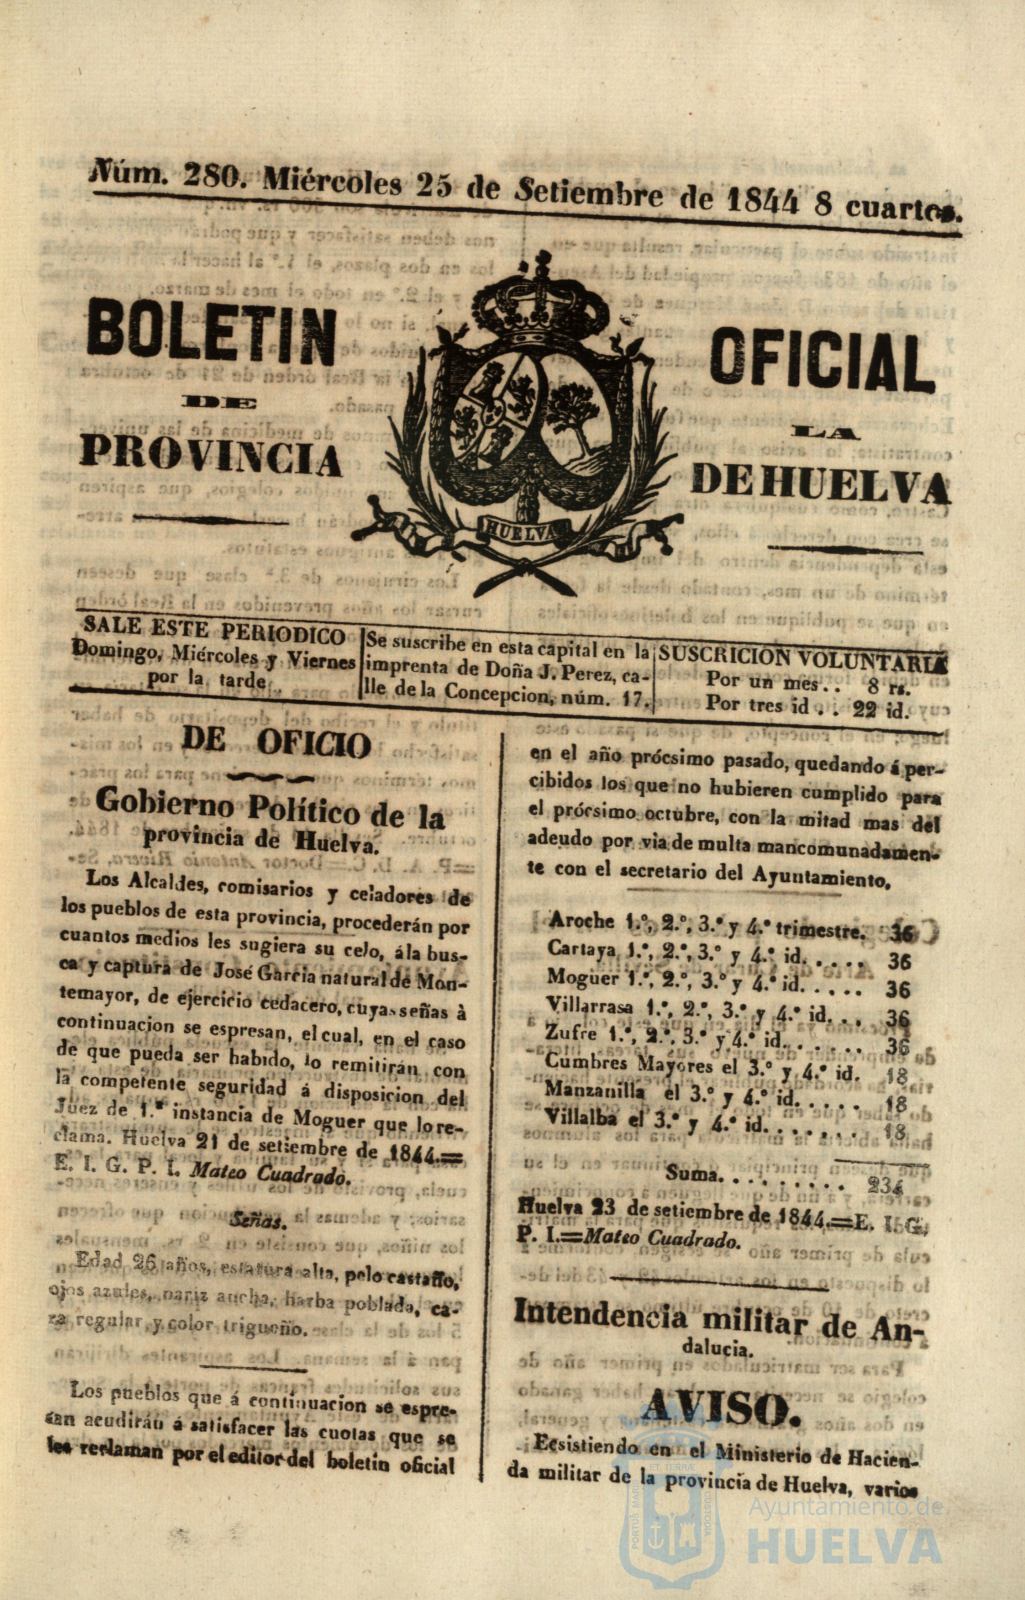 Núm. 280. Miércoles 25 de Setiembre de 1844 8 cuartos.
BOLETIN OFICIAL
DE LA
PROVINCIA DE HUELVA
HUELVA
SALE ESTE PERIODICO
Domingo, Miércoles y Viernes
por la tarde
Se suscribe en esta capital en la
imprenta de Doña J. Perez, ca-
lle de la Concepcion, núm. 17.
SUSCRICION VOLUNTARIA
Por un mes.. 8 rs.
Por tres id . . 22 id.
DE OFICIO
Gobierno Político de la
provincia de Huelva.
Los Alcaldes, comisarios y celadores de
los pueblos de esta provincia, procederán por
cuantos medios les sugiera su celo, ála bus-
ca y captura de José García natural de Mon-
temayor, de ejercicio cedacero, cuya señas à
continuacion se espresan, el cual, en el caso
de que pueda ser habido, lo remitirán con
la competente seguridad á disposicion del
Juez de 1.ª instancia de Moguer que lo re-
clama. Huelva 21 de setiembre de 1844.=
E. I. G. P. I. Mateo Cuadrado.
Señas.
Edad 26 años, estatura alta, pelo castaño,
ojos azules, nariz ancha, barba poblada, ca-
ra regular y color trigueño.
Los pueblos que á continuacion se espre-
san acudirán á satisfacer las cuotas que se
les reclaman por el editor del boletin oficial
en el año prócsimo pasado, quedando á per-
cibidos los que no hubieren cumplido para
el prócsimo octubre, con la mitad mas del
adeudo por via de multa mancomunadamen-
te con el secretario del Ayuntamiento.
Aroche 1.º, 2.º, 3.º y 4.º trimestre. 36
Cartaya 1.º, 2.º, 3.º y 4.º id. . . . . 36
Moguer 1.º, 2.º, 3.º y 4.º id. . . . . 36
Villarrasa 1.º, 2.º, 3.º y 4.º id. . . 36
Zufre 1.º, 2.º, 3.º y 4.º id. . . . . . 36
Cumbres Mayores el 3.º y 4.º id. 18
Manzanilla el 3.º y 4.º id. . . . . 18
Villalba el 3.º y 4.º id. . . . . . . 18
Suma. . . . . . . . . 234
Huelva 23 de setiembre de 1844.=E. I. G.
P. I.=Mateo Cuadrado.
Intendencia militar de An-
dalucia.
AVISO.
Ecsistiendo en el Ministerio de Hacien-
da militar de la provincia de Huelva, varios
PORTUS MARIS ET TERRAE CUSTODIA
Ayuntamiento de
HUELVA